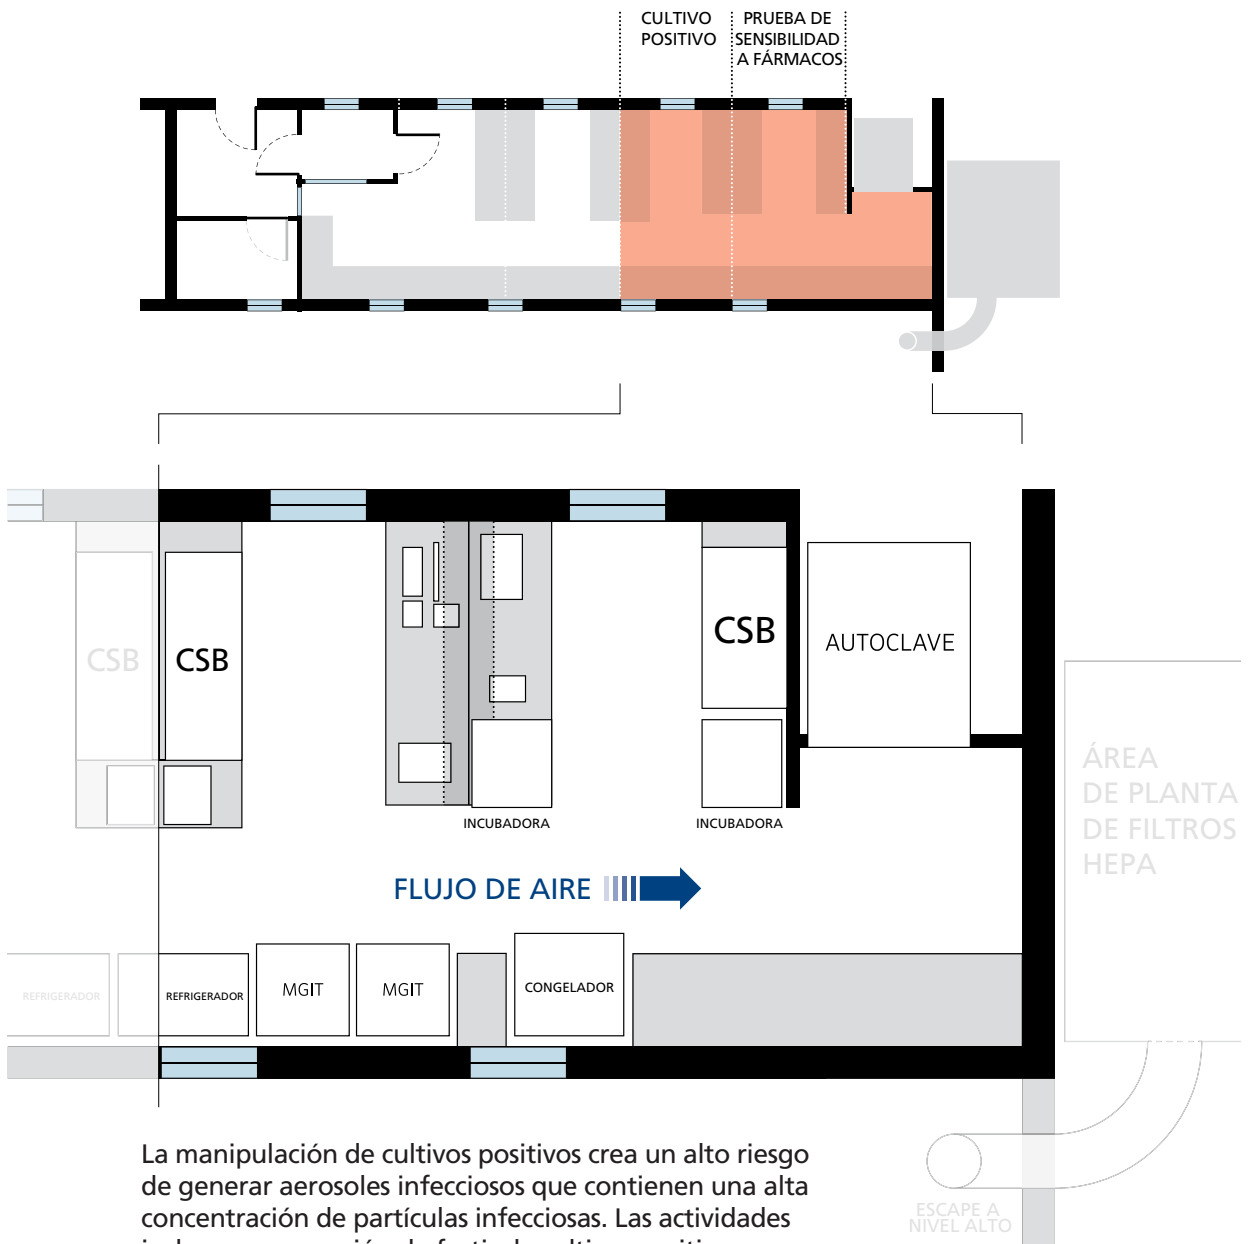 CULTIVO
POSITIVO
PRUEBA DE
SENSIBILIDAD
A FÁRMACOS
CSB
CSB
CSB
AUTOCLAVE
ÁREA
DE PLANTA
DE FILTROS
HEPA
INCUBADORA
INCUBADORA
FLUJO DE AIRE
REFRIGERADOR
REFRIGERADOR
MGIT
MGIT
CONGELADOR
La manipulación de cultivos positivos crea un alto riesgo
de generar aerosoles infecciosos que contienen una alta
concentración de partículas infecciosas. Las actividades
ESCAPE A
NIVEL ALTO